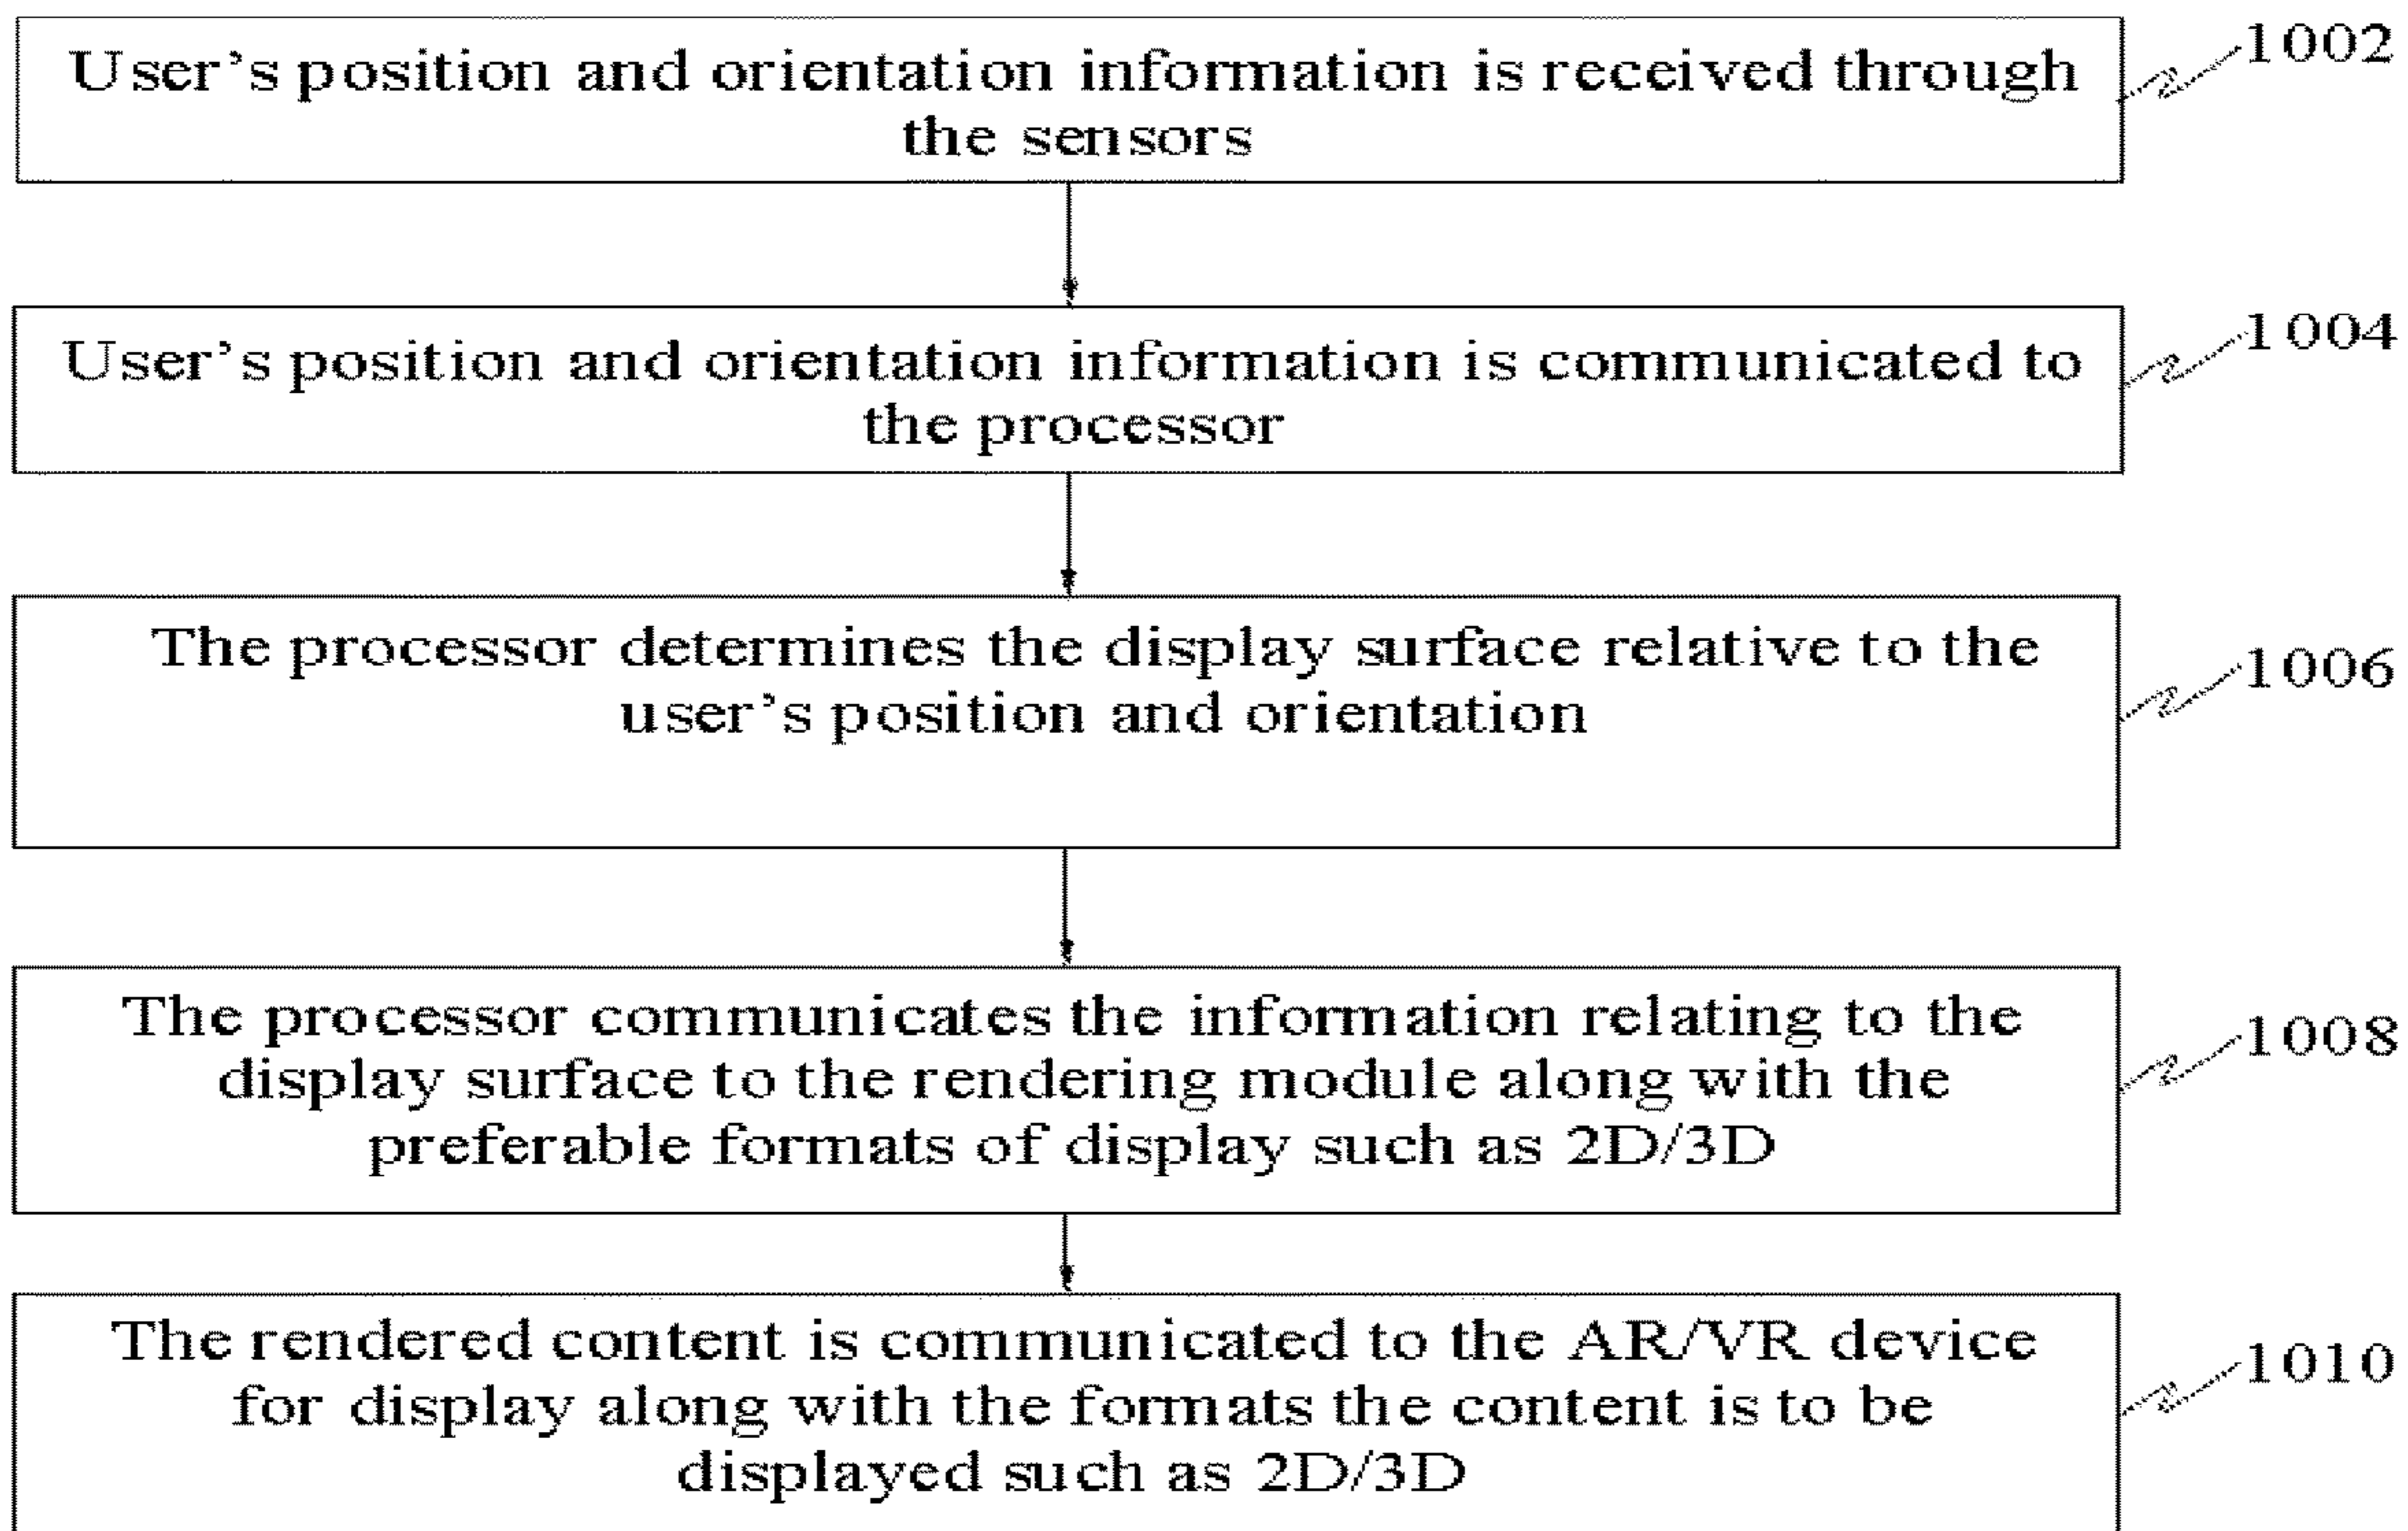 User's position and orientation information is received through
the sensors
1002
User's position and orientation information is communicated to
the processor
1004
The processor determines the display surface relative to the
user's position and orientation
1006
The processor communicates the information relating to the
display surface to the rendering module along with the
preferable formats of display such as 2D/3D
1008
The rendered content is communicated to the AR/VR device
for display along with the formats the content is to be
displayed such as 2D/3D
1010